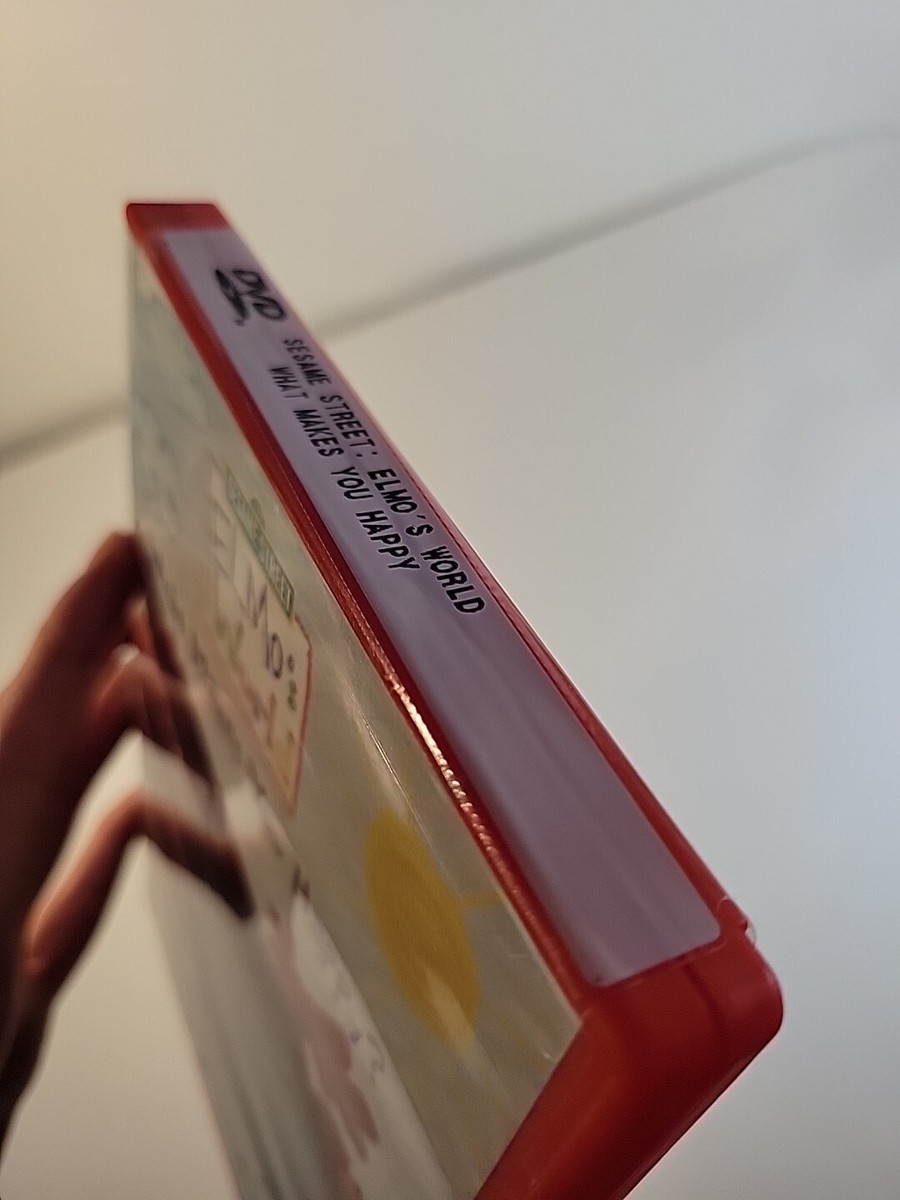 DVD
SESAME STREET: ELMO'S WORLD
WHAT MAKES YOU HAPPY